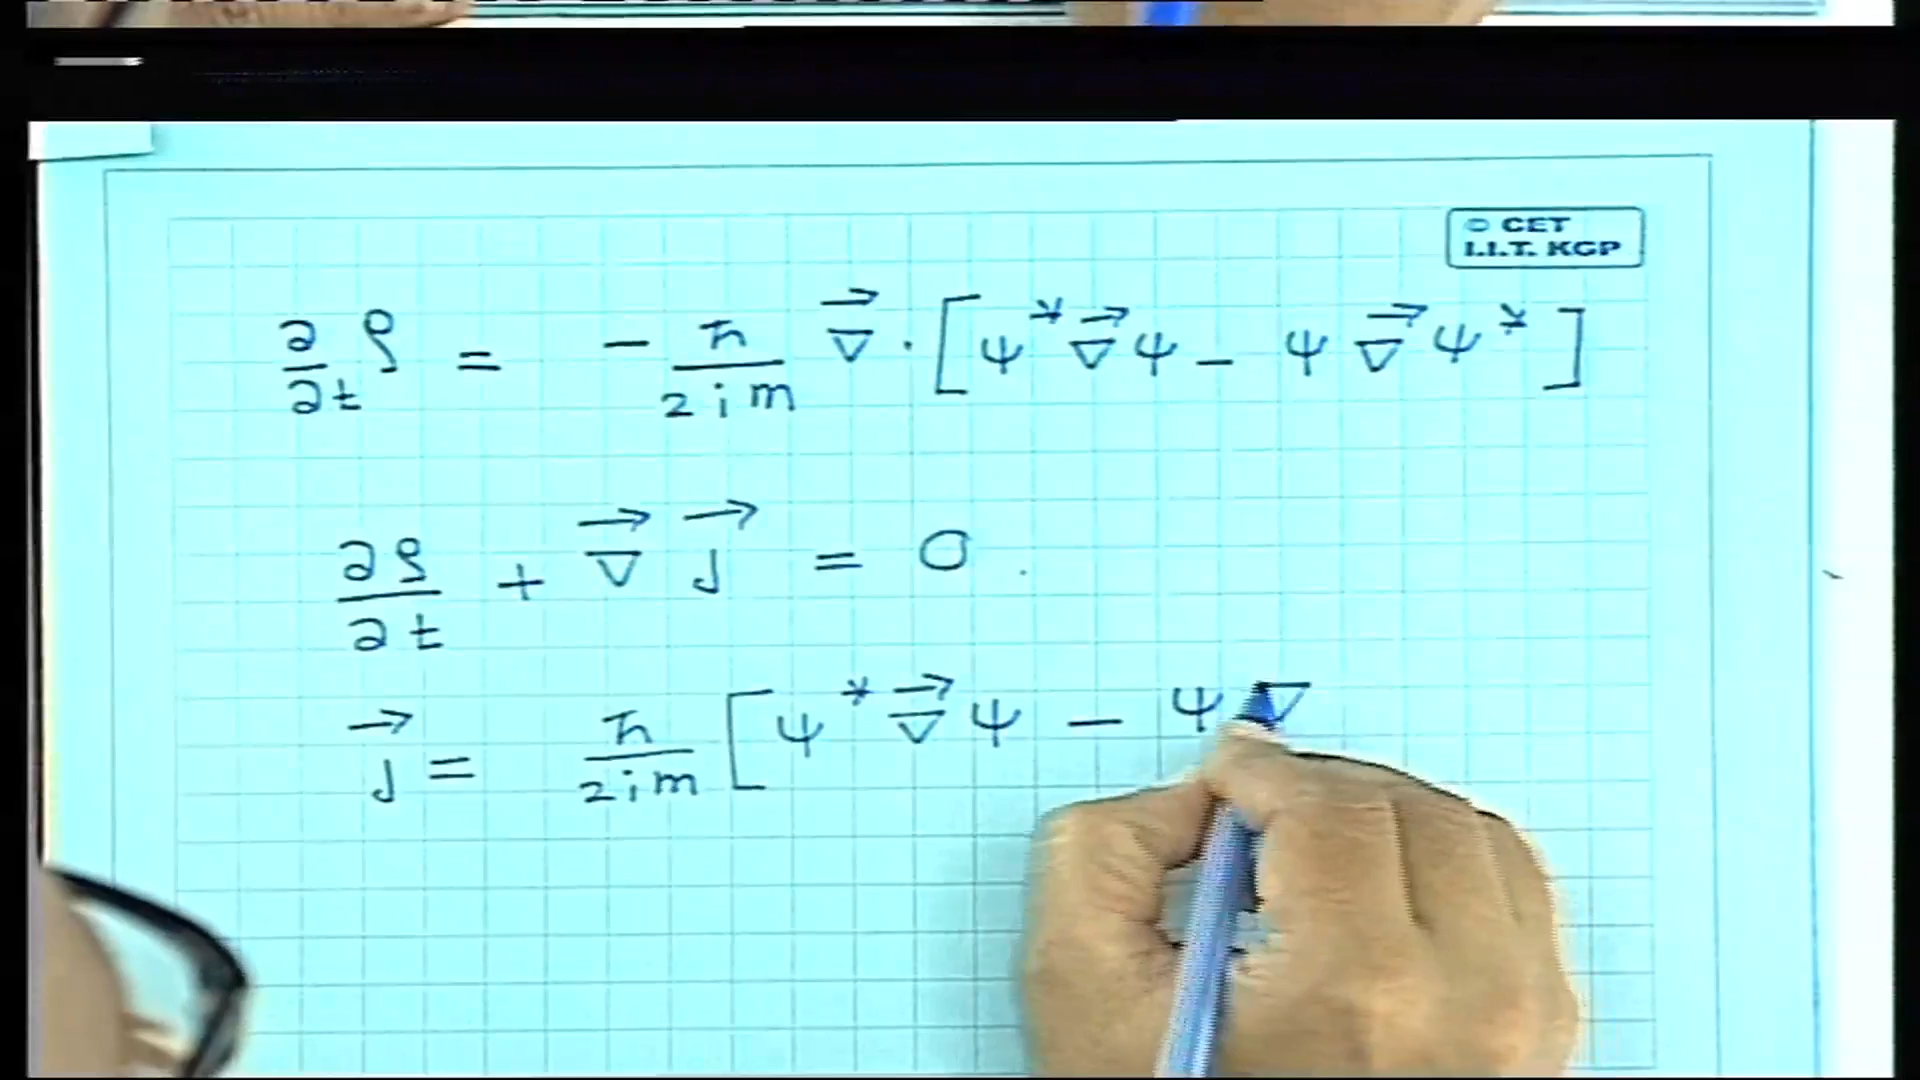 © CET
I.I.T. KGP
∂/∂t ρ = - ℏ/2im ∇⃗ · [ψ* ∇⃗ψ - ψ ∇⃗ψ*]
∂ρ/∂t + ∇⃗ j⃗ = 0.
j⃗ = ℏ/2im [ψ* ∇⃗ψ - ψ ∇